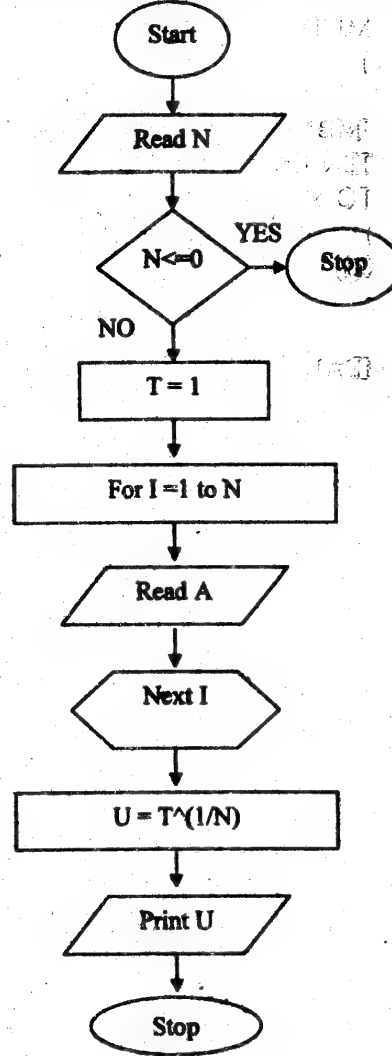 Start
Read N
N<=0
YES
Stop
NO
T = 1
For I =1 to N
Read A
Next I
U = T^(1/N)
Print U
Stop